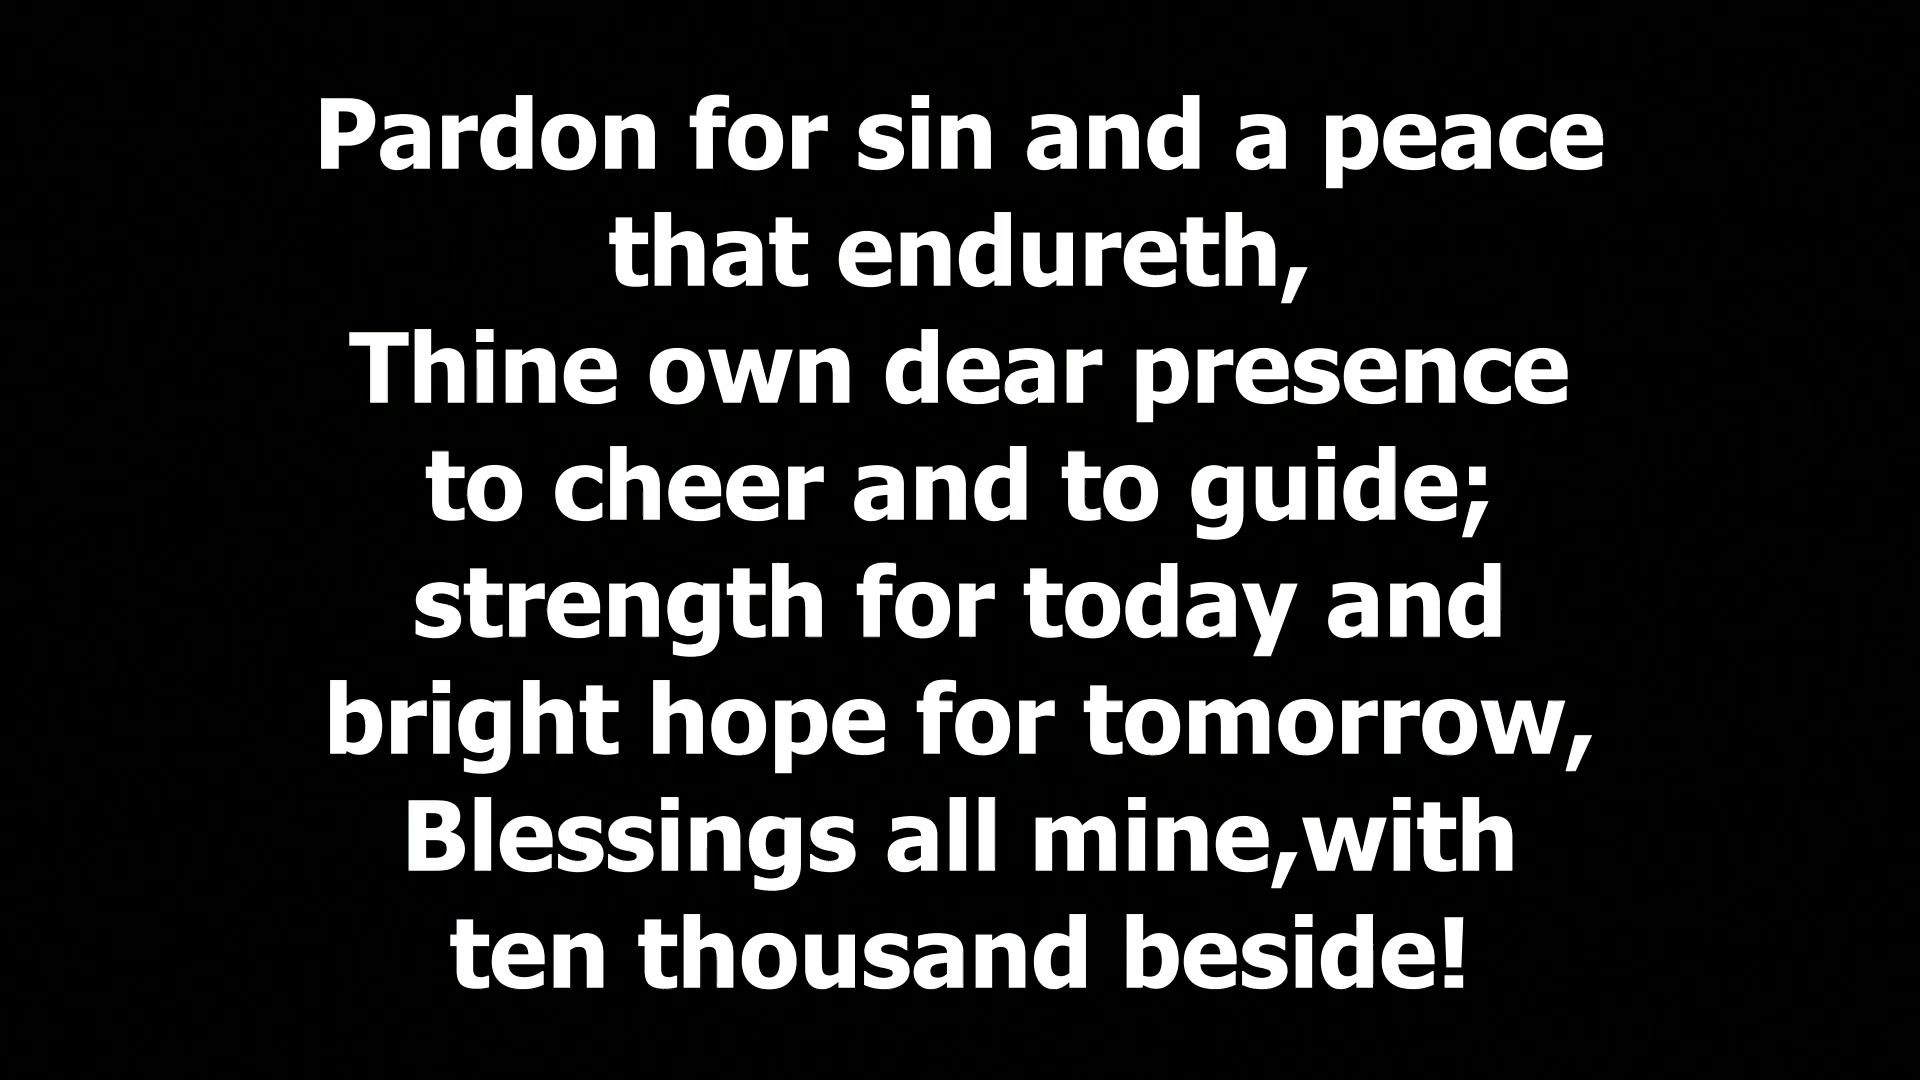 Pardon for sin and a peace
that endureth,
Thine own dear presence
to cheer and to guide;
strength for today and
bright hope for tomorrow,
Blessings all mine,with
ten thousand beside!